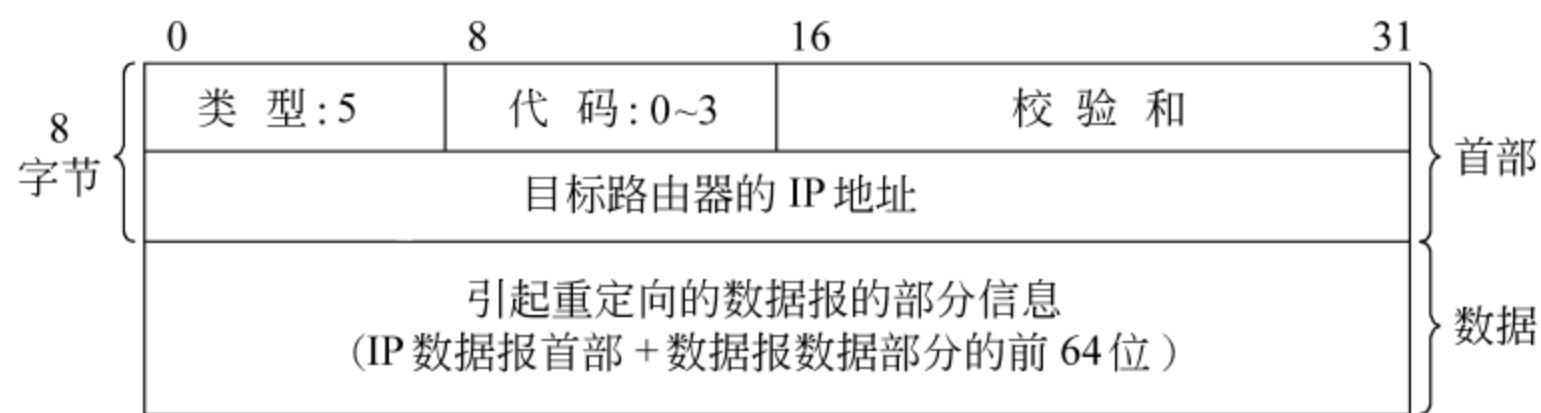 0 8 16 31
类 型:5 代 码:0~3 校 验 和
8
字节
首部
目标路由器的 IP 地址
引起重定向的数据报的部分信息
(IP 数据报首部 + 数据报数据部分的前 64 位 )
数据